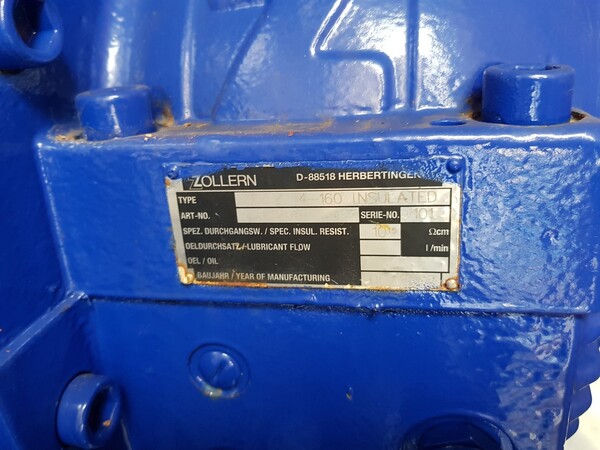 ZOLLERN D-88518 HERBERTINGEN
TYPE 160 INSULATED
ART-NO. SERIE-NO. 101
SPEZ. DURCHGANGSW. / SPEC. INSUL. RESIST. Ωcm
OELDURCHSATZ / LUBRICANT FLOW l/min
OEL / OIL
BAUJAHR / YEAR OF MANUFACTURING